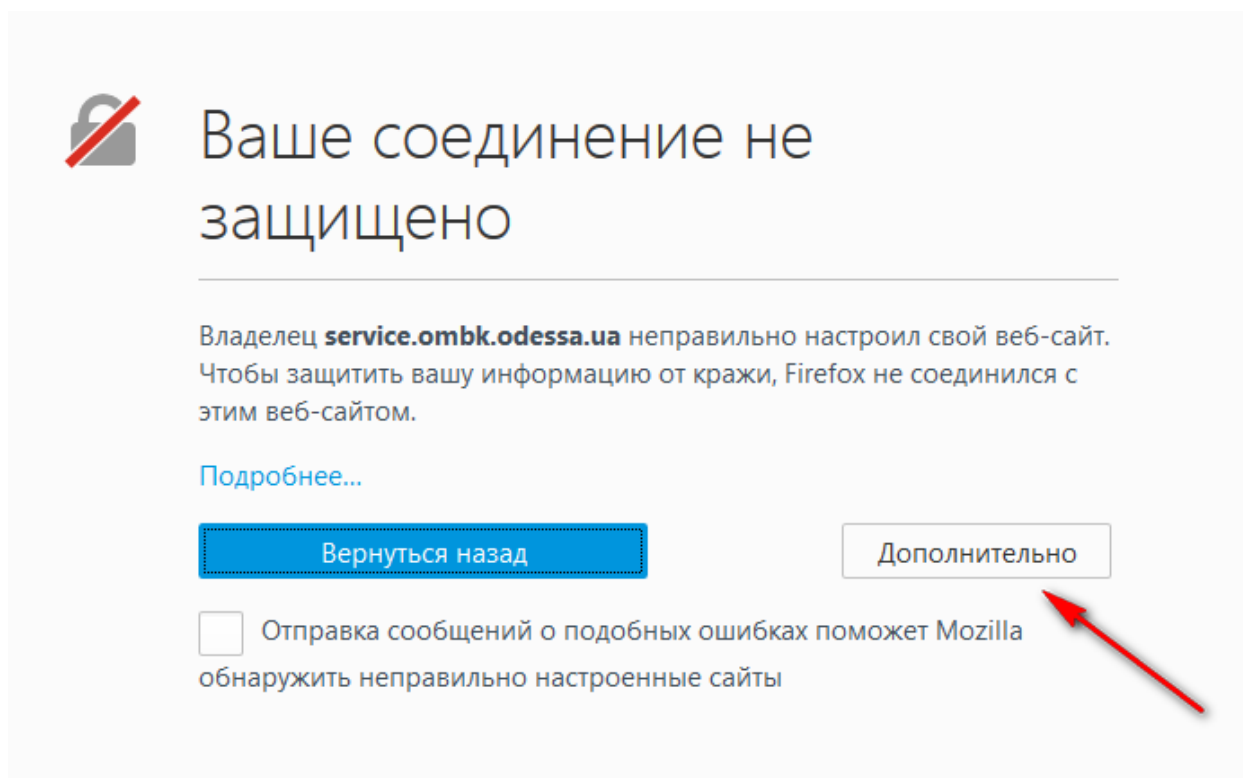 Ваше соединение не
защищено
Владелец service.ombk.odessa.ua неправильно настроил свой веб-сайт.
Чтобы защитить вашу информацию от кражи, Firefox не соединился с
этим веб-сайтом.
Подробнее...
Вернуться назад
Дополнительно
Отправка сообщений о подобных ошибках поможет Mozilla
обнаружить неправильно настроенные сайты